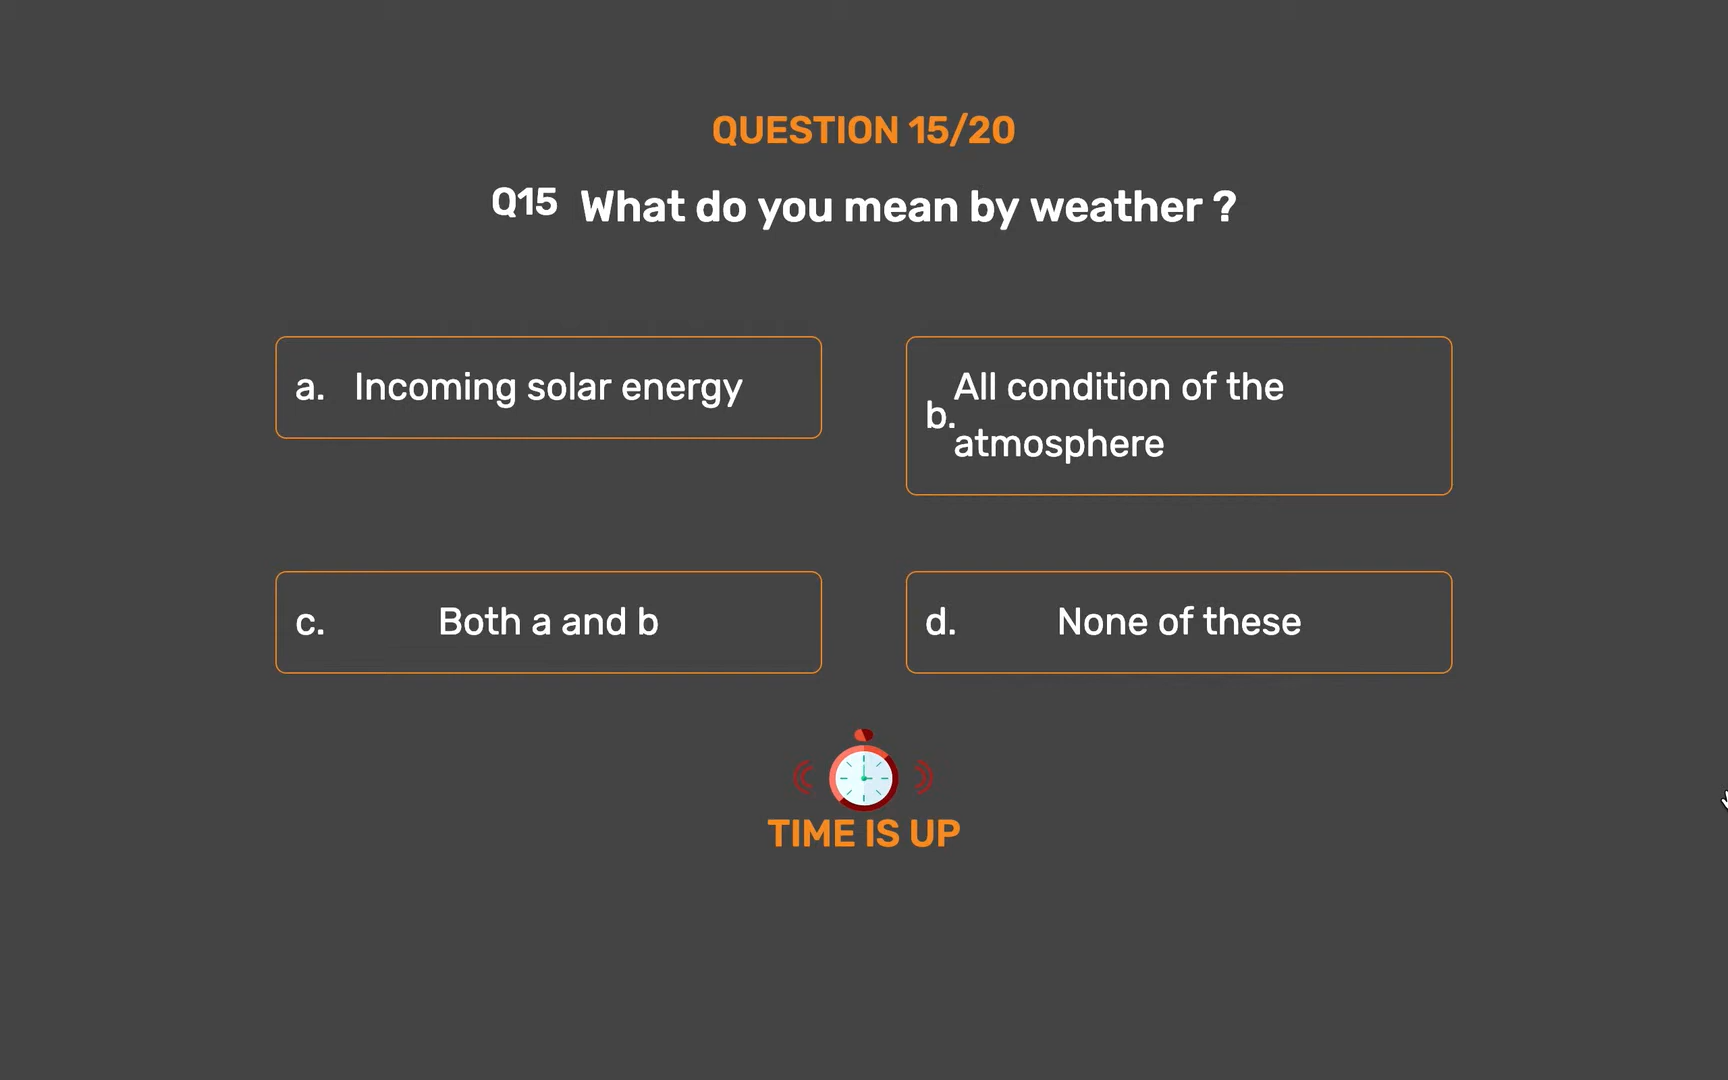 QUESTION 15/20
Q15 What do you mean by weather ?
a. Incoming solar energy
b. All condition of the
atmosphere
c. Both a and b
d. None of these
TIME IS UP